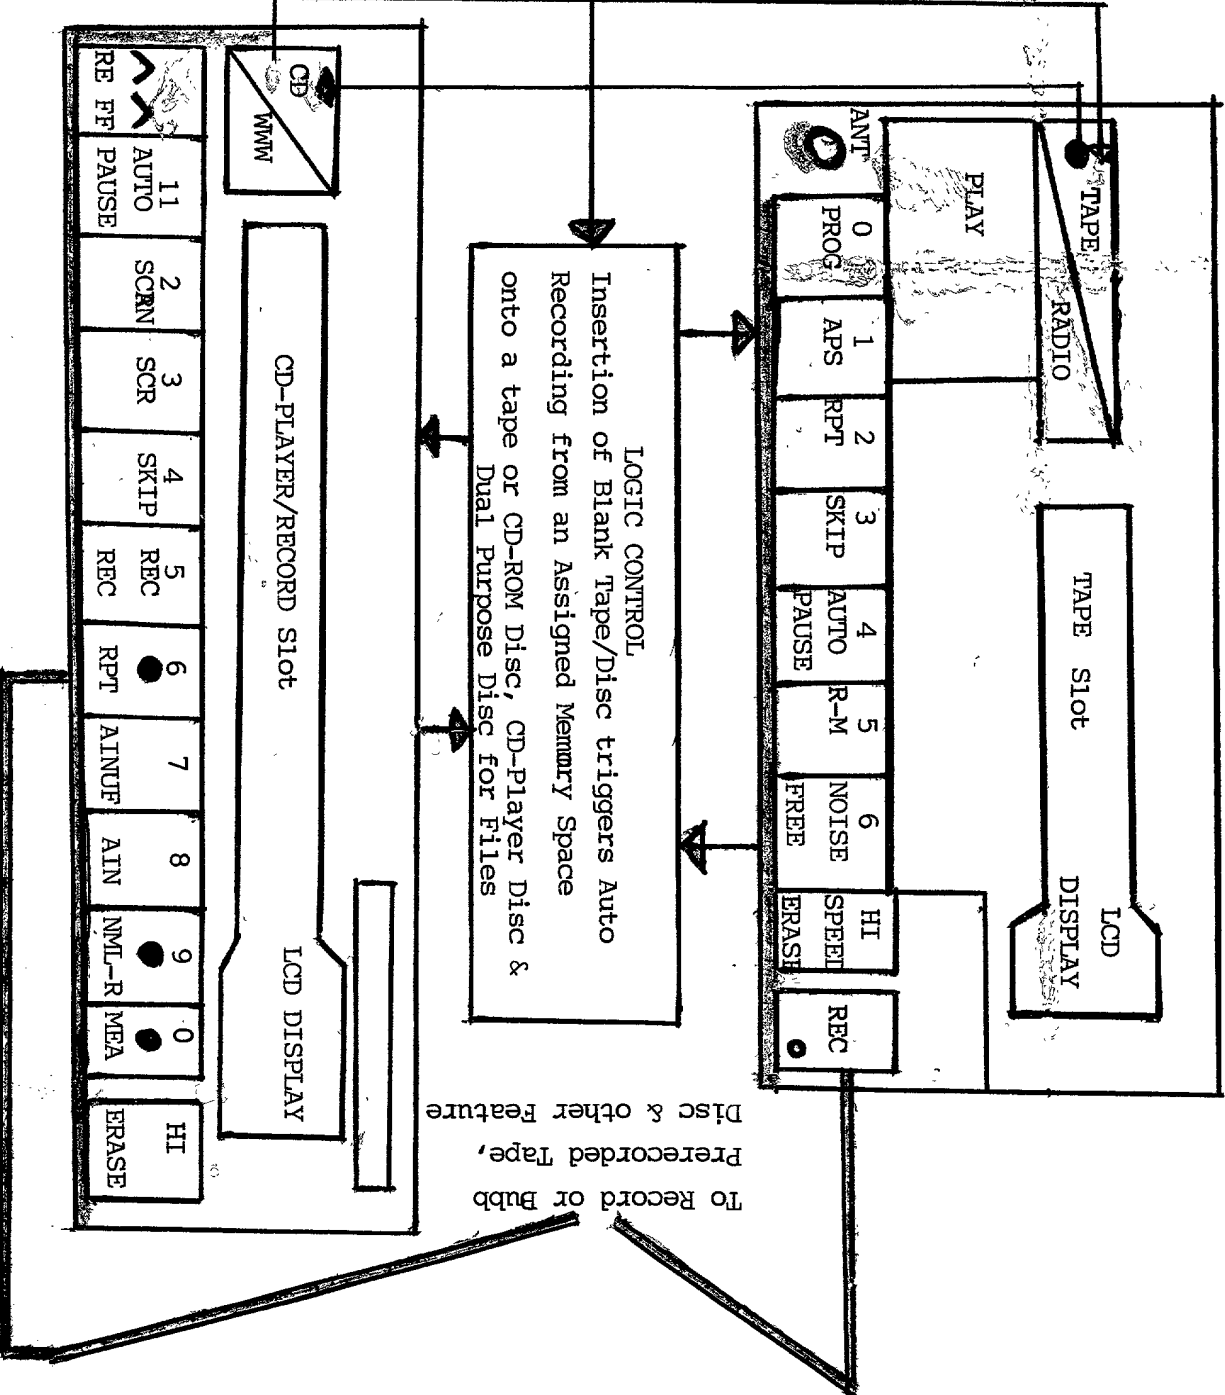 TAPE
RADIO
TAPE Slot
LCD
DISPLAY
PLAY
ANT
0
PROG
1
APS
2
RPT
3
SKIP
4
AUTO
PAUSE
5
R-M
6
NOISE
FREE
HI
SPEED
ERASE
REC
LOGIC CONTROL
Insertion of Blank Tape/Disc triggers Auto
Recording from an Assigned Memory Space
onto a tape or CD-ROM Disc, CD-Player Disc &
Dual Purpose Disc for Files
CD
WWW
CD-PLAYER/RECORD Slot
LCD DISPLAY
RE FF
11
AUTO
PAUSE
2
SCRN
3
SCR
4
SKIP
5
REC
REC
6
RPT
7
AINUF
8
AIN
9
NML-R
0
MEA
HI
ERASE
To Record or Bubb
Prerecorded Tape,
Disc & other Feature